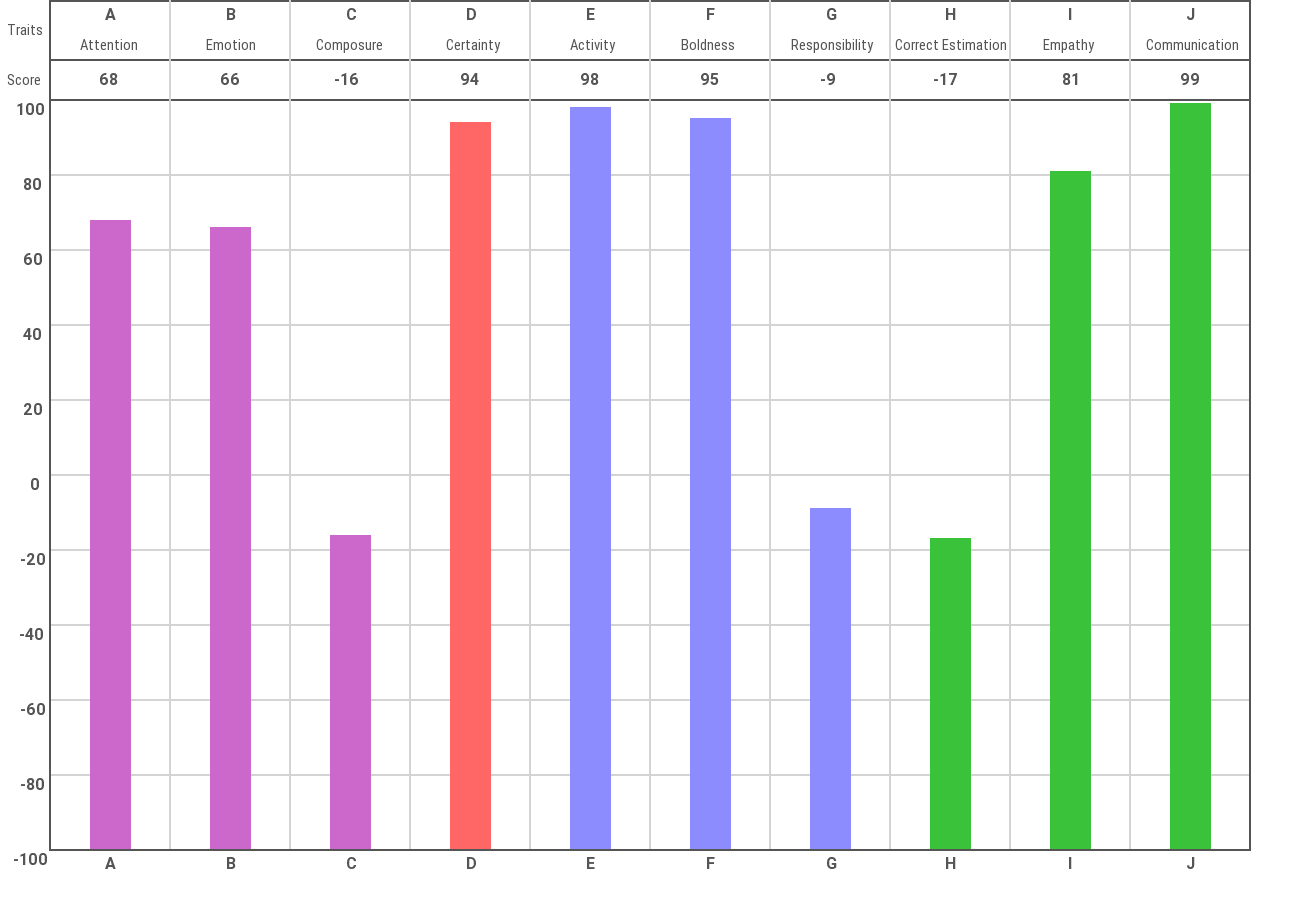 A B C D E F G H I J
Traits
Attention Emotion Composure Certainty Activity Boldness Responsibility Correct Estimation Empathy Communication
Score 68 66 -16 94 98 95 -9 -17 81 99
100
80
60
40
20
0
-20
-40
-60
-80
-100
A B C D E F G H I J